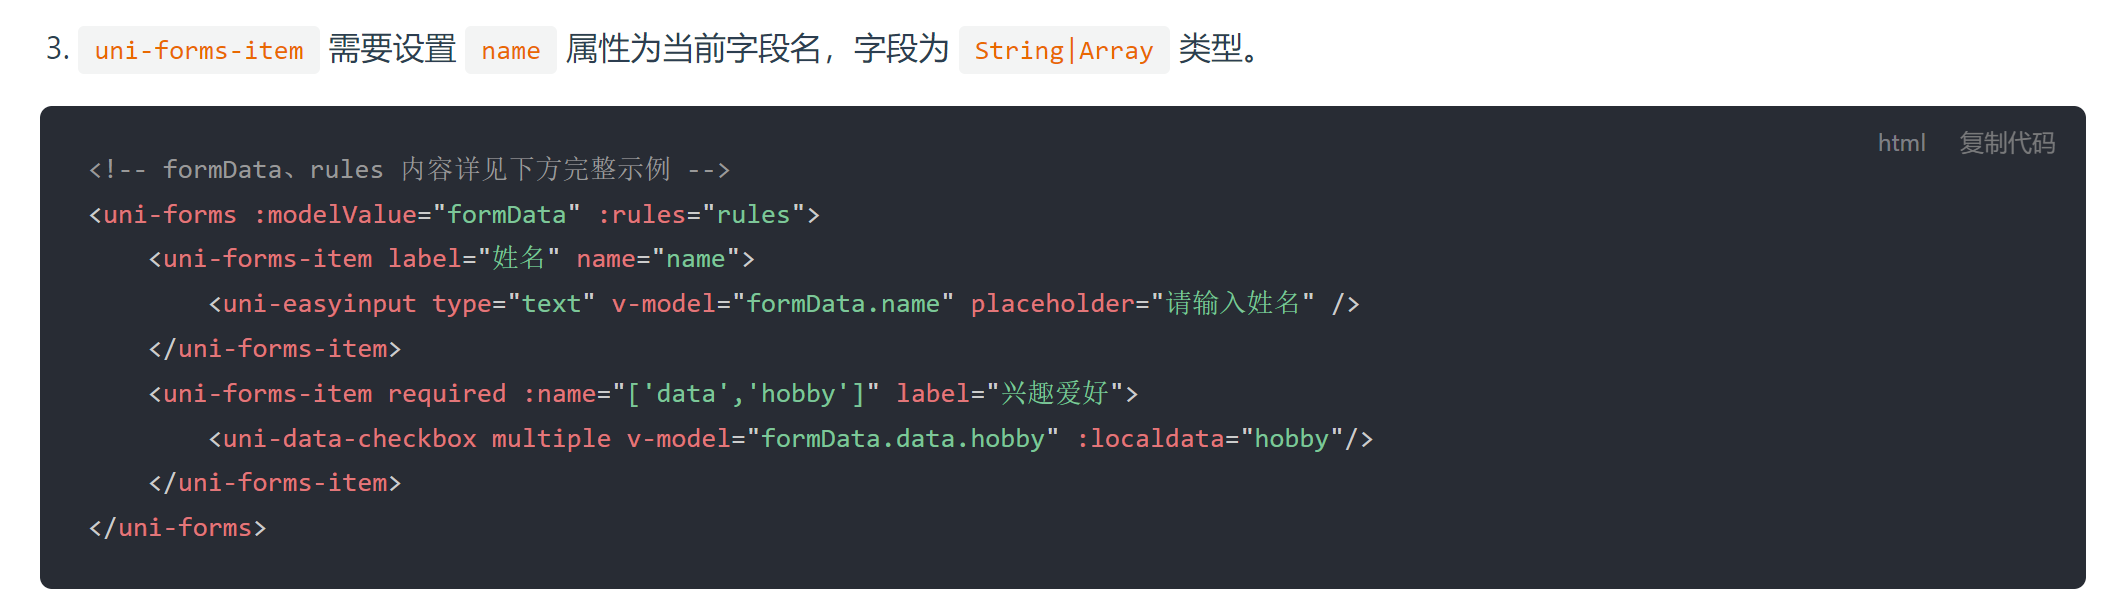 3. uni-forms-item 需要设置 name 属性为当前字段名，字段为 String|Array 类型。
html 复制代码
<!-- formData、rules 内容详见下方完整示例 -->
<uni-forms :modelValue="formData" :rules="rules">
    <uni-forms-item label="姓名" name="name">
        <uni-easyinput type="text" v-model="formData.name" placeholder="请输入姓名" />
    </uni-forms-item>
    <uni-forms-item required :name="['data','hobby']" label="兴趣爱好">
        <uni-data-checkbox multiple v-model="formData.data.hobby" :localdata="hobby"/>
    </uni-forms-item>
</uni-forms>